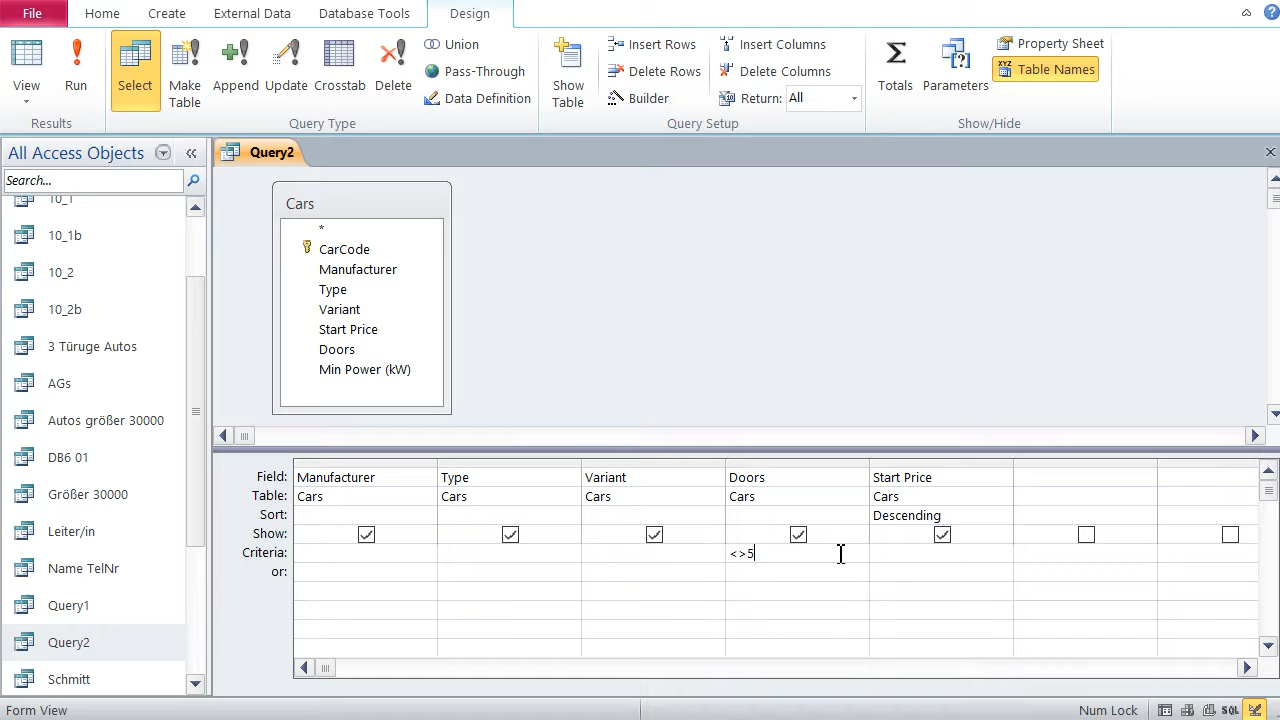 File Home Create External Data Database Tools Design
View
Run
Select
Make Table
Append
Update
Crosstab
Delete
Union
Pass-Through
Data Definition
Show Table
Insert Rows
Delete Rows
Builder
Insert Columns
Delete Columns
Return: All
Totals
Parameters
Property Sheet
Table Names
Results Query Type Query Setup Show/Hide
All Access Objects
Search...
10_1
10_1b
10_2
10_2b
3 Türuge Autos
AGs
Autos größer 30000
DB6 01
Größer 30000
Leiter/in
Name TelNr
Query1
Query2
Schmitt
Query2
Cars
*
CarCode
Manufacturer
Type
Variant
Start Price
Doors
Min Power (kW)
Field: Manufacturer Type Variant Doors Start Price
Table: Cars Cars Cars Cars Cars
Sort: Descending
Show:
Criteria: <>5
or:
Form View Num Lock SQL